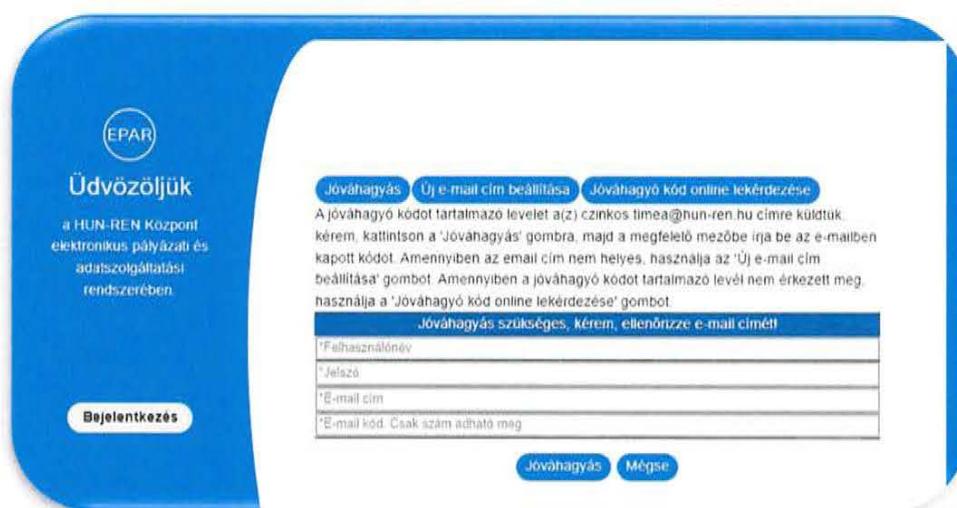 EPAR
Üdvözöljük
a HUN-REN Központ
elektronikus pályázati és
adatszolgáltatási
rendszerében.
Bejelentkezés
Jóváhagyás Új e-mail cím beállítása Jóváhagyó kód online lekérdezése
A jóváhagyó kódot tartalmazó levelet a(z) czinkos timea@hun-ren.hu címre küldtük,
kérem, kattintson a 'Jóváhagyás' gombra, majd a megfelelő mezőbe írja be az e-mailben
kapott kódot. Amennyiben az email cím nem helyes, használja az 'Új e-mail cím
beállítása' gombot. Amennyiben a jóváhagyó kódot tartalmazó levél nem érkezett meg,
használja a 'Jóváhagyó kód online lekérdezése' gombot.
Jóváhagyás szükséges, kérem, ellenőrizze e-mail címét!
*Felhasználónév
*Jelszó
*E-mail cím
*E-mail kód. Csak szám adható meg
Jóváhagyás Mégse